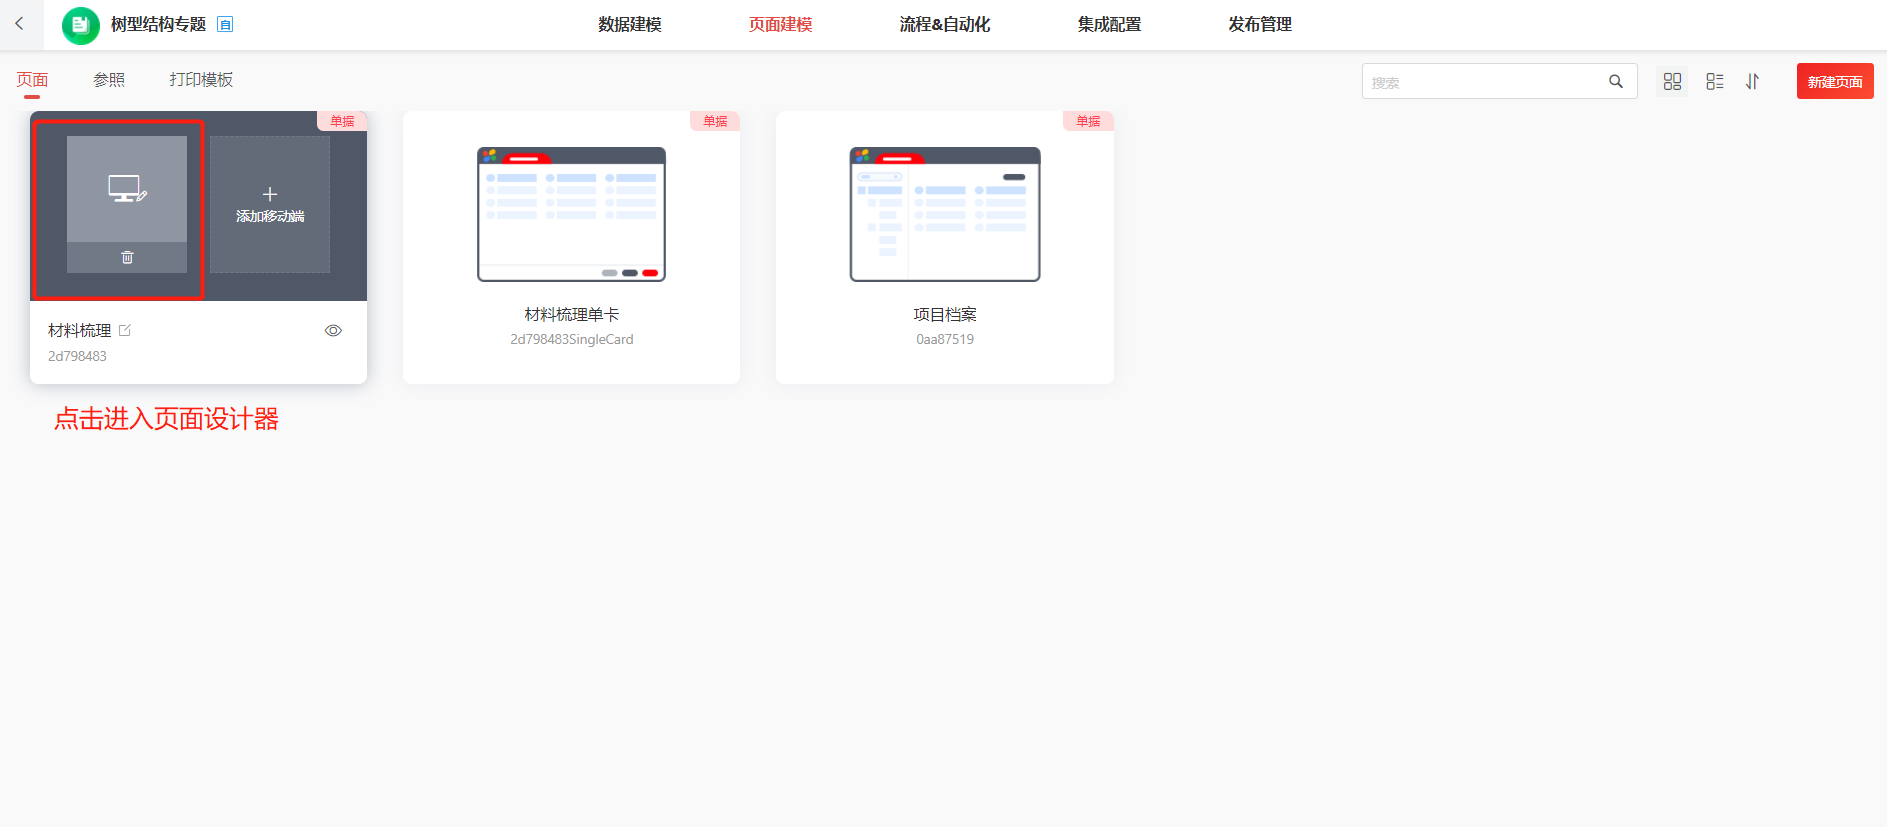 树型结构专题 自
数据建模 页面建模 流程&自动化 集成配置 发布管理
页面 参照 打印模板
搜索
新建页面
单据
添加移动端
材料梳理
2d798483
单据
材料梳理单卡
2d798483SingleCard
单据
项目档案
0aa87519
点击进入页面设计器